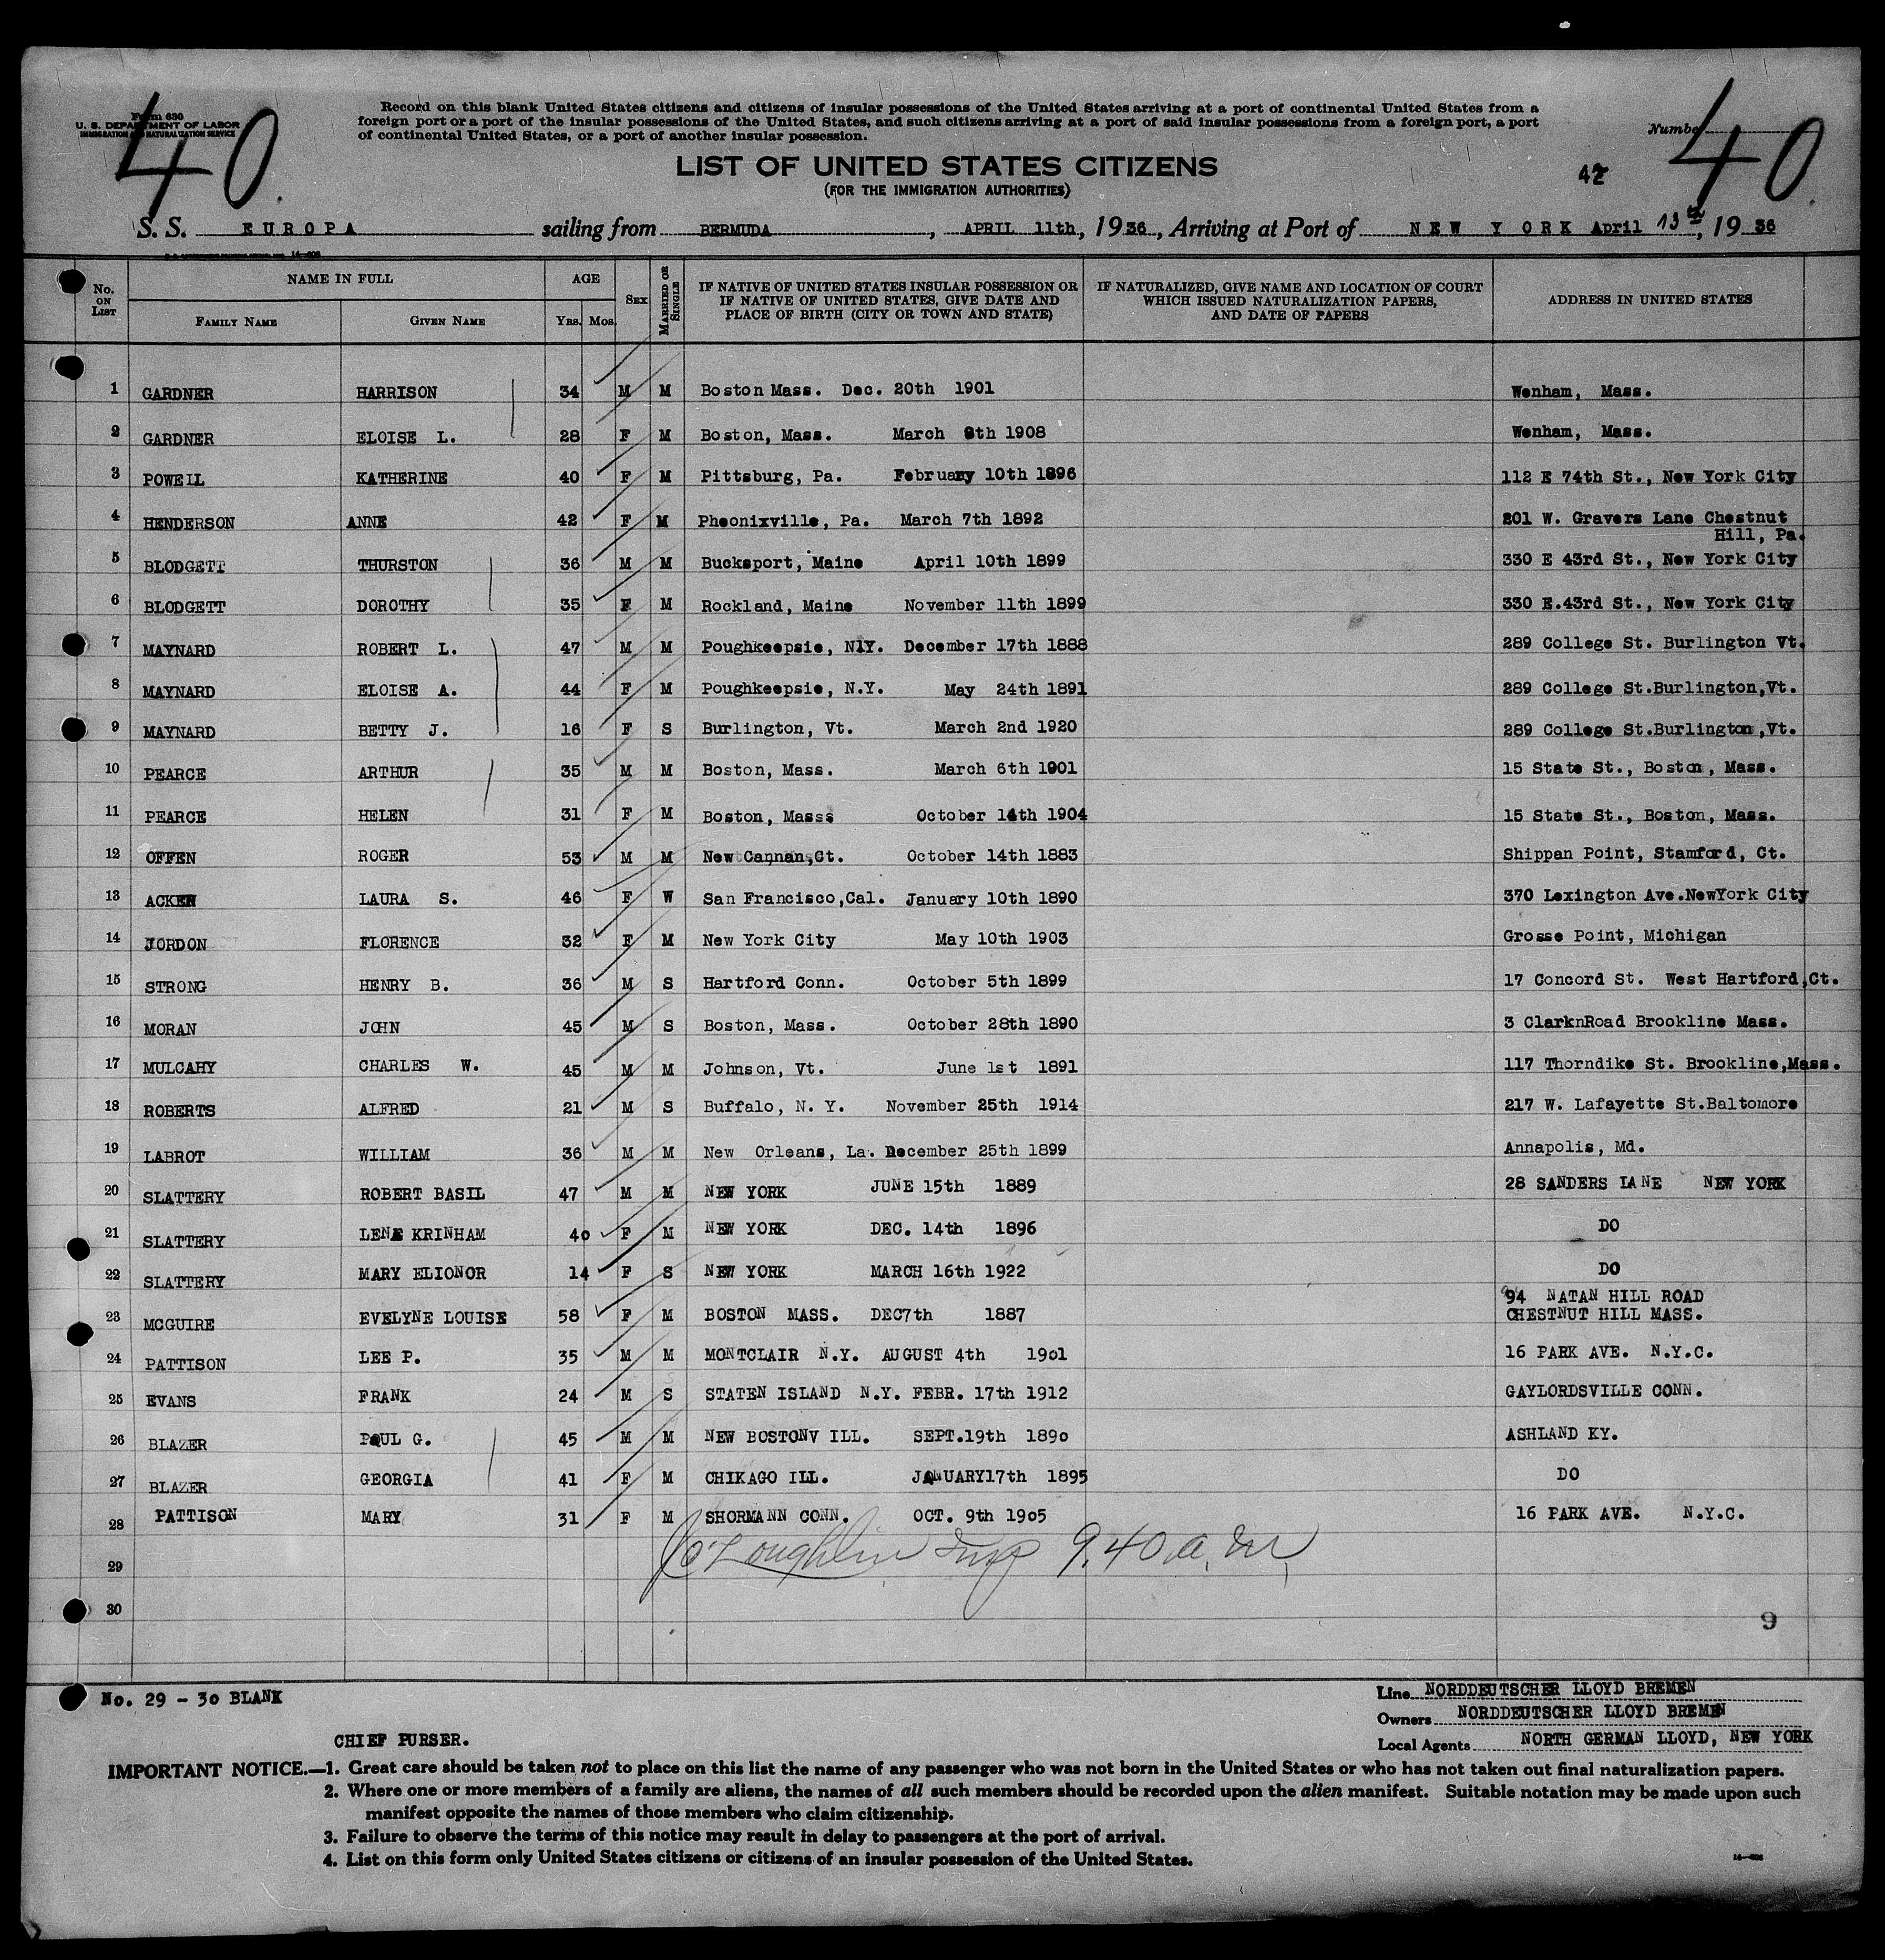 40
Form 630
U. S. DEPARTMENT OF LABOR
IMMIGRATION AND NATURALIZATION SERVICE
Record on this blank United States citizens and citizens of insular possessions of the United States arriving at a port of continental United States from a
foreign port or a port of the insular possessions of the United States, and such citizens arriving at a port of said insular possessions from a foreign port, a port
of continental United States, or a port of another insular possession.
Number 40
LIST OF UNITED STATES CITIZENS
(FOR THE IMMIGRATION AUTHORITIES)
42
S. S. EUROPA sailing from BERMUDA, APRIL 11th, 1936, Arriving at Port of NEW YORK April 13th, 1936
14—608
No. ON LIST NAME IN FULL FAMILY NAME GIVEN NAME AGE YRS. MOS. SEX MARRIED OR SINGLE IF NATIVE OF UNITED STATES INSULAR POSSESSION OR IF NATIVE OF UNITED STATES, GIVE DATE AND PLACE OF BIRTH (CITY OR TOWN AND STATE) IF NATURALIZED, GIVE NAME AND LOCATION OF COURT WHICH ISSUED NATURALIZATION PAPERS, AND DATE OF PAPERS ADDRESS IN UNITED STATES
1 GARDNER HARRISON 34 M M Boston Mass. Dec. 20th 1901 Wenham, Mass.
2 GARDNER ELOISE L. 28 F M Boston, Mass. March 8th 1908 Wenham, Mass.
3 POWELL KATHERINE 40 F M Pittsburg, Pa. February 10th 1896 112 E 74th St., New York City
4 HENDERSON ANNE 42 F M Pheonixville, Pa. March 7th 1892 201 W. Gravers Lane Chestnut
Hill, Pa.
5 BLODGETT THURSTON 36 M M Bucksport, Maine April 10th 1899 330 E 43rd St., New York City
6 BLODGETT DOROTHY 35 F M Rockland, Maine November 11th 1899 330 E.43rd St., New York City
7 MAYNARD ROBERT L. 47 M M Poughkeepsie, N.Y. December 17th 1888 289 College St. Burlington Vt.
8 MAYNARD ELOISE A. 44 F M Poughkeepsie, N.Y. May 24th 1891 289 College St.Burlington,Vt.
9 MAYNARD BETTY J. 16 F S Burlington, Vt. March 2nd 1920 289 College St.Burlington,Vt.
10 PEARCE ARTHUR 35 M M Boston, Mass. March 6th 1901 15 State St., Boston, Mass.
11 PEARCE HELEN 31 F M Boston, Masss October 14th 1904 15 State St., Boston, Mass.
12 OFFEN ROGER 53 M M New Cannan,Ct. October 14th 1883 Shippan Point, Stamford, Ct.
13 ACKER LAURA S. 46 F W San Francisco,Cal. January 10th 1890 370 Lexington Ave.NewYork City
14 JORDON FLORENCE 32 F M New York City May 10th 1903 Grosse Point, Michigan
15 STRONG HENRY B. 36 M S Hartford Conn. October 5th 1899 17 Concord St. West Hartford,Ct.
16 MORAN JOHN 45 M S Boston, Mass. October 28th 1890 3 ClarknRoad Brookline Mass.
17 MULCAHY CHARLES W. 45 M M Johnson, Vt. June 1st 1891 117 Thorndike St. Brookline,Mass.
18 ROBERTS ALFRED 21 M S Buffalo, N. Y. November 25th 1914 217 W. Lafayette St.Baltomore
19 LABROT WILLIAM 36 M M New Orleans, La. December 25th 1899 Annapolis, Md.
20 SLATTERY ROBERT BASIL 47 M M NEW YORK JUNE 15th 1889 28 SANDERS LANE NEW YORK
21 SLATTERY LENA KRINHAM 40 F M NEW YORK DEC. 14th 1896 DO
22 SLATTERY MARY ELIONOR 14 F S NEW YORK MARCH 16th 1922 DO
94 NATAN HILL ROAD
23 MCGUIRE EVELYNE LOUISE 58 F M BOSTON MASS. DEC7th 1887 CHESTNUT HILL MASS.
24 PATTISON LEE P. 35 M M MONTCLAIR N.Y. AUGUST 4th 1901 16 PARK AVE. N.Y.C.
25 EVANS FRANK 24 M S STATEN ISLAND N.Y. FEBR. 17th 1912 GAYLORDSVILLE CONN.
26 BLAZER PAUL G. 45 M M NEW BOSTONV ILL. SEPT.19th 1890 ASHLAND KY.
27 BLAZER GEORGIA 41 F M CHIKAGO ILL. JANUARY17th 1895 DO
28 PATTISON MARY 31 F M SHORMANN CONN. OCT. 9th 1905 16 PARK AVE. N.Y.C.
29 O'Loughlin Insp 9.40 a.m
30
9
No. 29 - 30 BLANK
Line NORDDEUTSCHER LLOYD BREMEN
Owners NORDDEUTSCHER LLOYD BREMEN
CHIEF PURSER.
Local Agents NORTH GERMAN LLOYD, NEW YORK
IMPORTANT NOTICE.—1. Great care should be taken not to place on this list the name of any passenger who was not born in the United States or who has not taken out final naturalization papers.
2. Where one or more members of a family are aliens, the names of all such members should be recorded upon the alien manifest. Suitable notation may be made upon such
manifest opposite the names of those members who claim citizenship.
3. Failure to observe the terms of this notice may result in delay to passengers at the port of arrival.
4. List on this form only United States citizens or citizens of an insular possession of the United States.
14—608